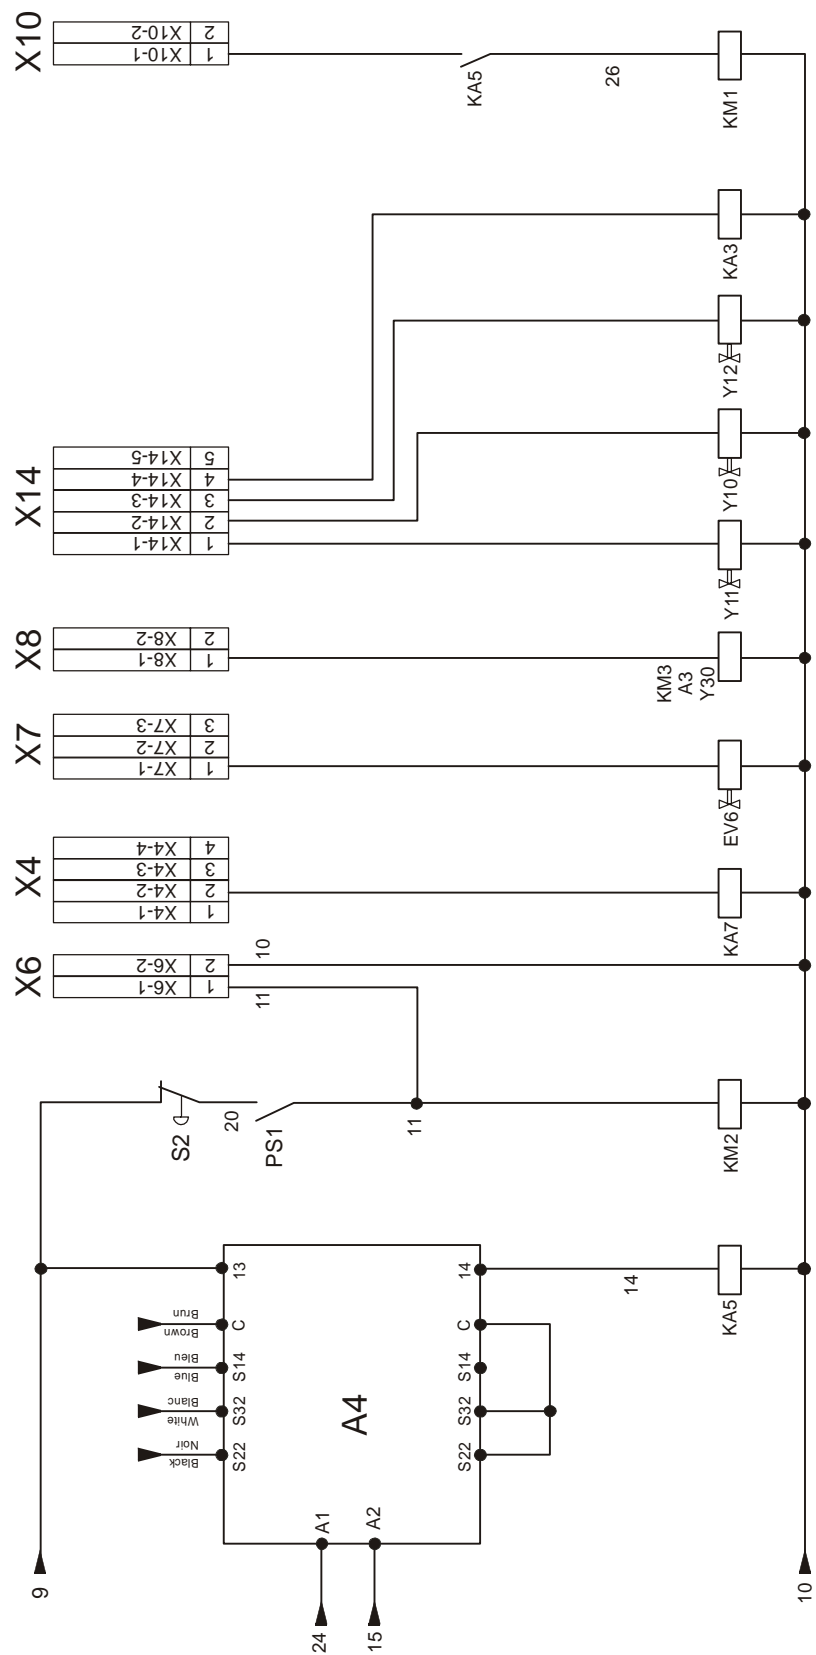 X10
X10-2 2
X10-1 1
KA5
26
KM1
KA3
Y12
X14
X14-5 5
X14-4 4
X14-3 3
X14-2 2
X14-1 1
Y10
Y11
X8
X8-2 2
X8-1 1
KM3
A3
Y30
X7
X7-3 3
X7-2 2
X7-1 1
EV6
X4
X4-4 4
X4-3 3
X4-2 2
X4-1 1
KA7
X6
X6-2 2
X6-1 1
10
11
S2
20
PS1
11
KM2
13
14
14
KA5
Brun
Brown
C
C
Bleu
Blue
S14
S14
Blanc
White
S32
S32
Noir
Black
S22
S22
A4
A1
A2
9
24
15
10